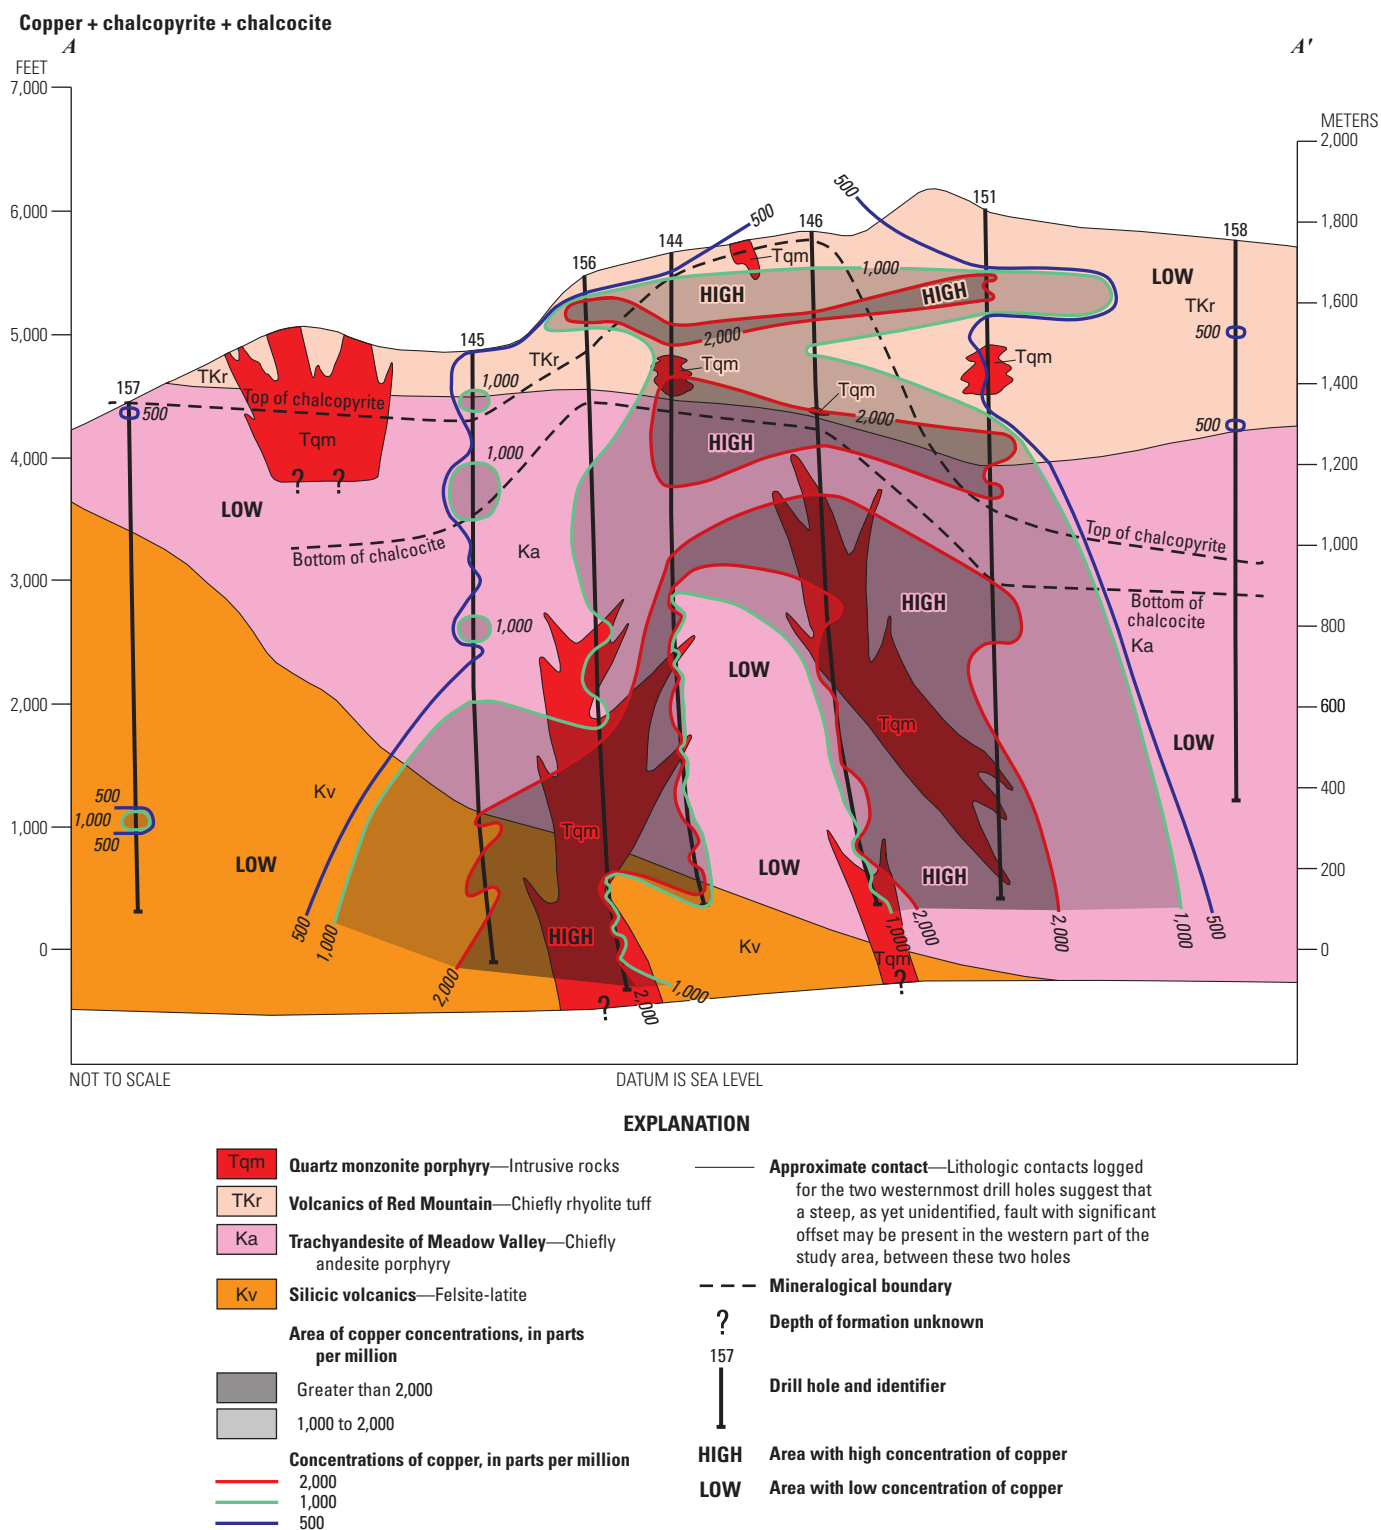 Copper + chalcopyrite + chalcocite
A
A'
FEET
7,000
6,000
5,000
4,000
3,000
2,000
1,000
0
METERS
2,000
1,800
1,600
1,400
1,200
1,000
800
600
400
200
0
500
500
151
146
158
144
156
145
157
Tqm
1,000
LOW
HIGH
HIGH
TKr
500
2,000
TKr
Tqm
Tqm
TKr
1,000
Tqm
Top of chalcopyrite
500
2,000
500
Tqm
HIGH
1,000
? ?
LOW
Top of chalcopyrite
Bottom of chalcocite
Ka
HIGH
Bottom of
chalcocite
1,000
Ka
LOW
Tqm
LOW
Kv
500
1,000
500
Tqm
LOW
LOW
HIGH
500
1,000
HIGH
Kv
1,000
2,000
2,000
1,000
500
Tqm
2,000
1,000
2,000
?
?
NOT TO SCALE
DATUM IS SEA LEVEL
EXPLANATION
Tqm Quartz monzonite porphyry—Intrusive rocks
TKr Volcanics of Red Mountain—Chiefly rhyolite tuff
Ka Trachyandesite of Meadow Valley—Chiefly
andesite porphyry
Kv Silicic volcanics—Felsite-latite
Area of copper concentrations, in parts
per million
Greater than 2,000
1,000 to 2,000
Concentrations of copper, in parts per million
2,000
1,000
500
Approximate contact—Lithologic contacts logged
for the two westernmost drill holes suggest that
a steep, as yet unidentified, fault with significant
offset may be present in the western part of the
study area, between these two holes
Mineralogical boundary
? Depth of formation unknown
157
Drill hole and identifier
HIGH Area with high concentration of copper
LOW Area with low concentration of copper